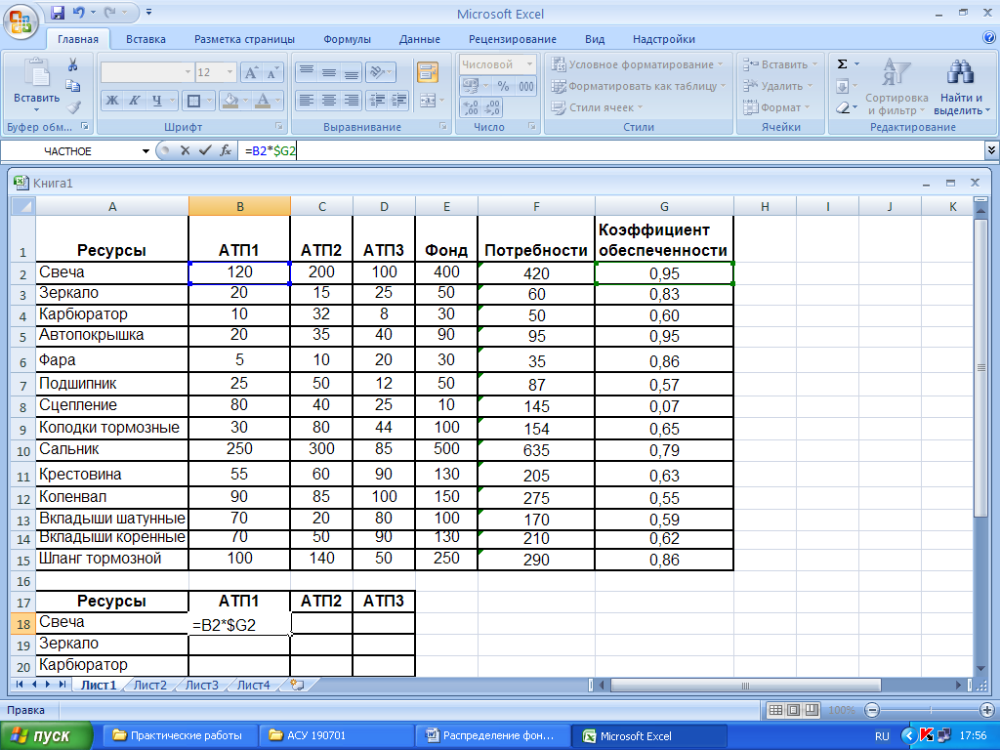 Microsoft Excel
Главная Вставка Разметка страницы Формулы Данные Рецензирование Вид Надстройки
12 Числовой Условное форматирование Вставить Сортировка и фильтр Найти и выделить
Вставить Ж К Ч % 000 Форматировать как таблицу Удалить
Стили ячеек Формат
Буфер обм... Шрифт Выравнивание Число Стили Ячейки Редактирование
ЧАСТНОЕ =B2*$G2
Книга1
A B C D E F G H I J K
1 Ресурсы АТП1 АТП2 АТП3 Фонд Потребности Коэффициент обеспеченности
2 Свеча 120 200 100 400 420 0,95
3 Зеркало 20 15 25 50 60 0,83
4 Карбюратор 10 32 8 30 50 0,60
5 Автопокрышка 20 35 40 90 95 0,95
6 Фара 5 10 20 30 35 0,86
7 Подшипник 25 50 12 50 87 0,57
8 Сцепление 80 40 25 10 145 0,07
9 Колодки тормозные 30 80 44 100 154 0,65
10 Сальник 250 300 85 500 635 0,79
11 Крестовина 55 60 90 130 205 0,63
12 Коленвал 90 85 100 150 275 0,55
13 Вкладыши шатунные 70 20 80 100 170 0,59
14 Вкладыши коренные 70 50 90 130 210 0,62
15 Шланг тормозной 100 140 50 250 290 0,86
16
17 Ресурсы АТП1 АТП2 АТП3
18 Свеча =B2*$G2
19 Зеркало
20 Карбюратор
Лист1 Лист2 Лист3 Лист4
Правка 100%
пуск Практические работы АСУ 190701 Распределение фон... Microsoft Excel RU 17:56